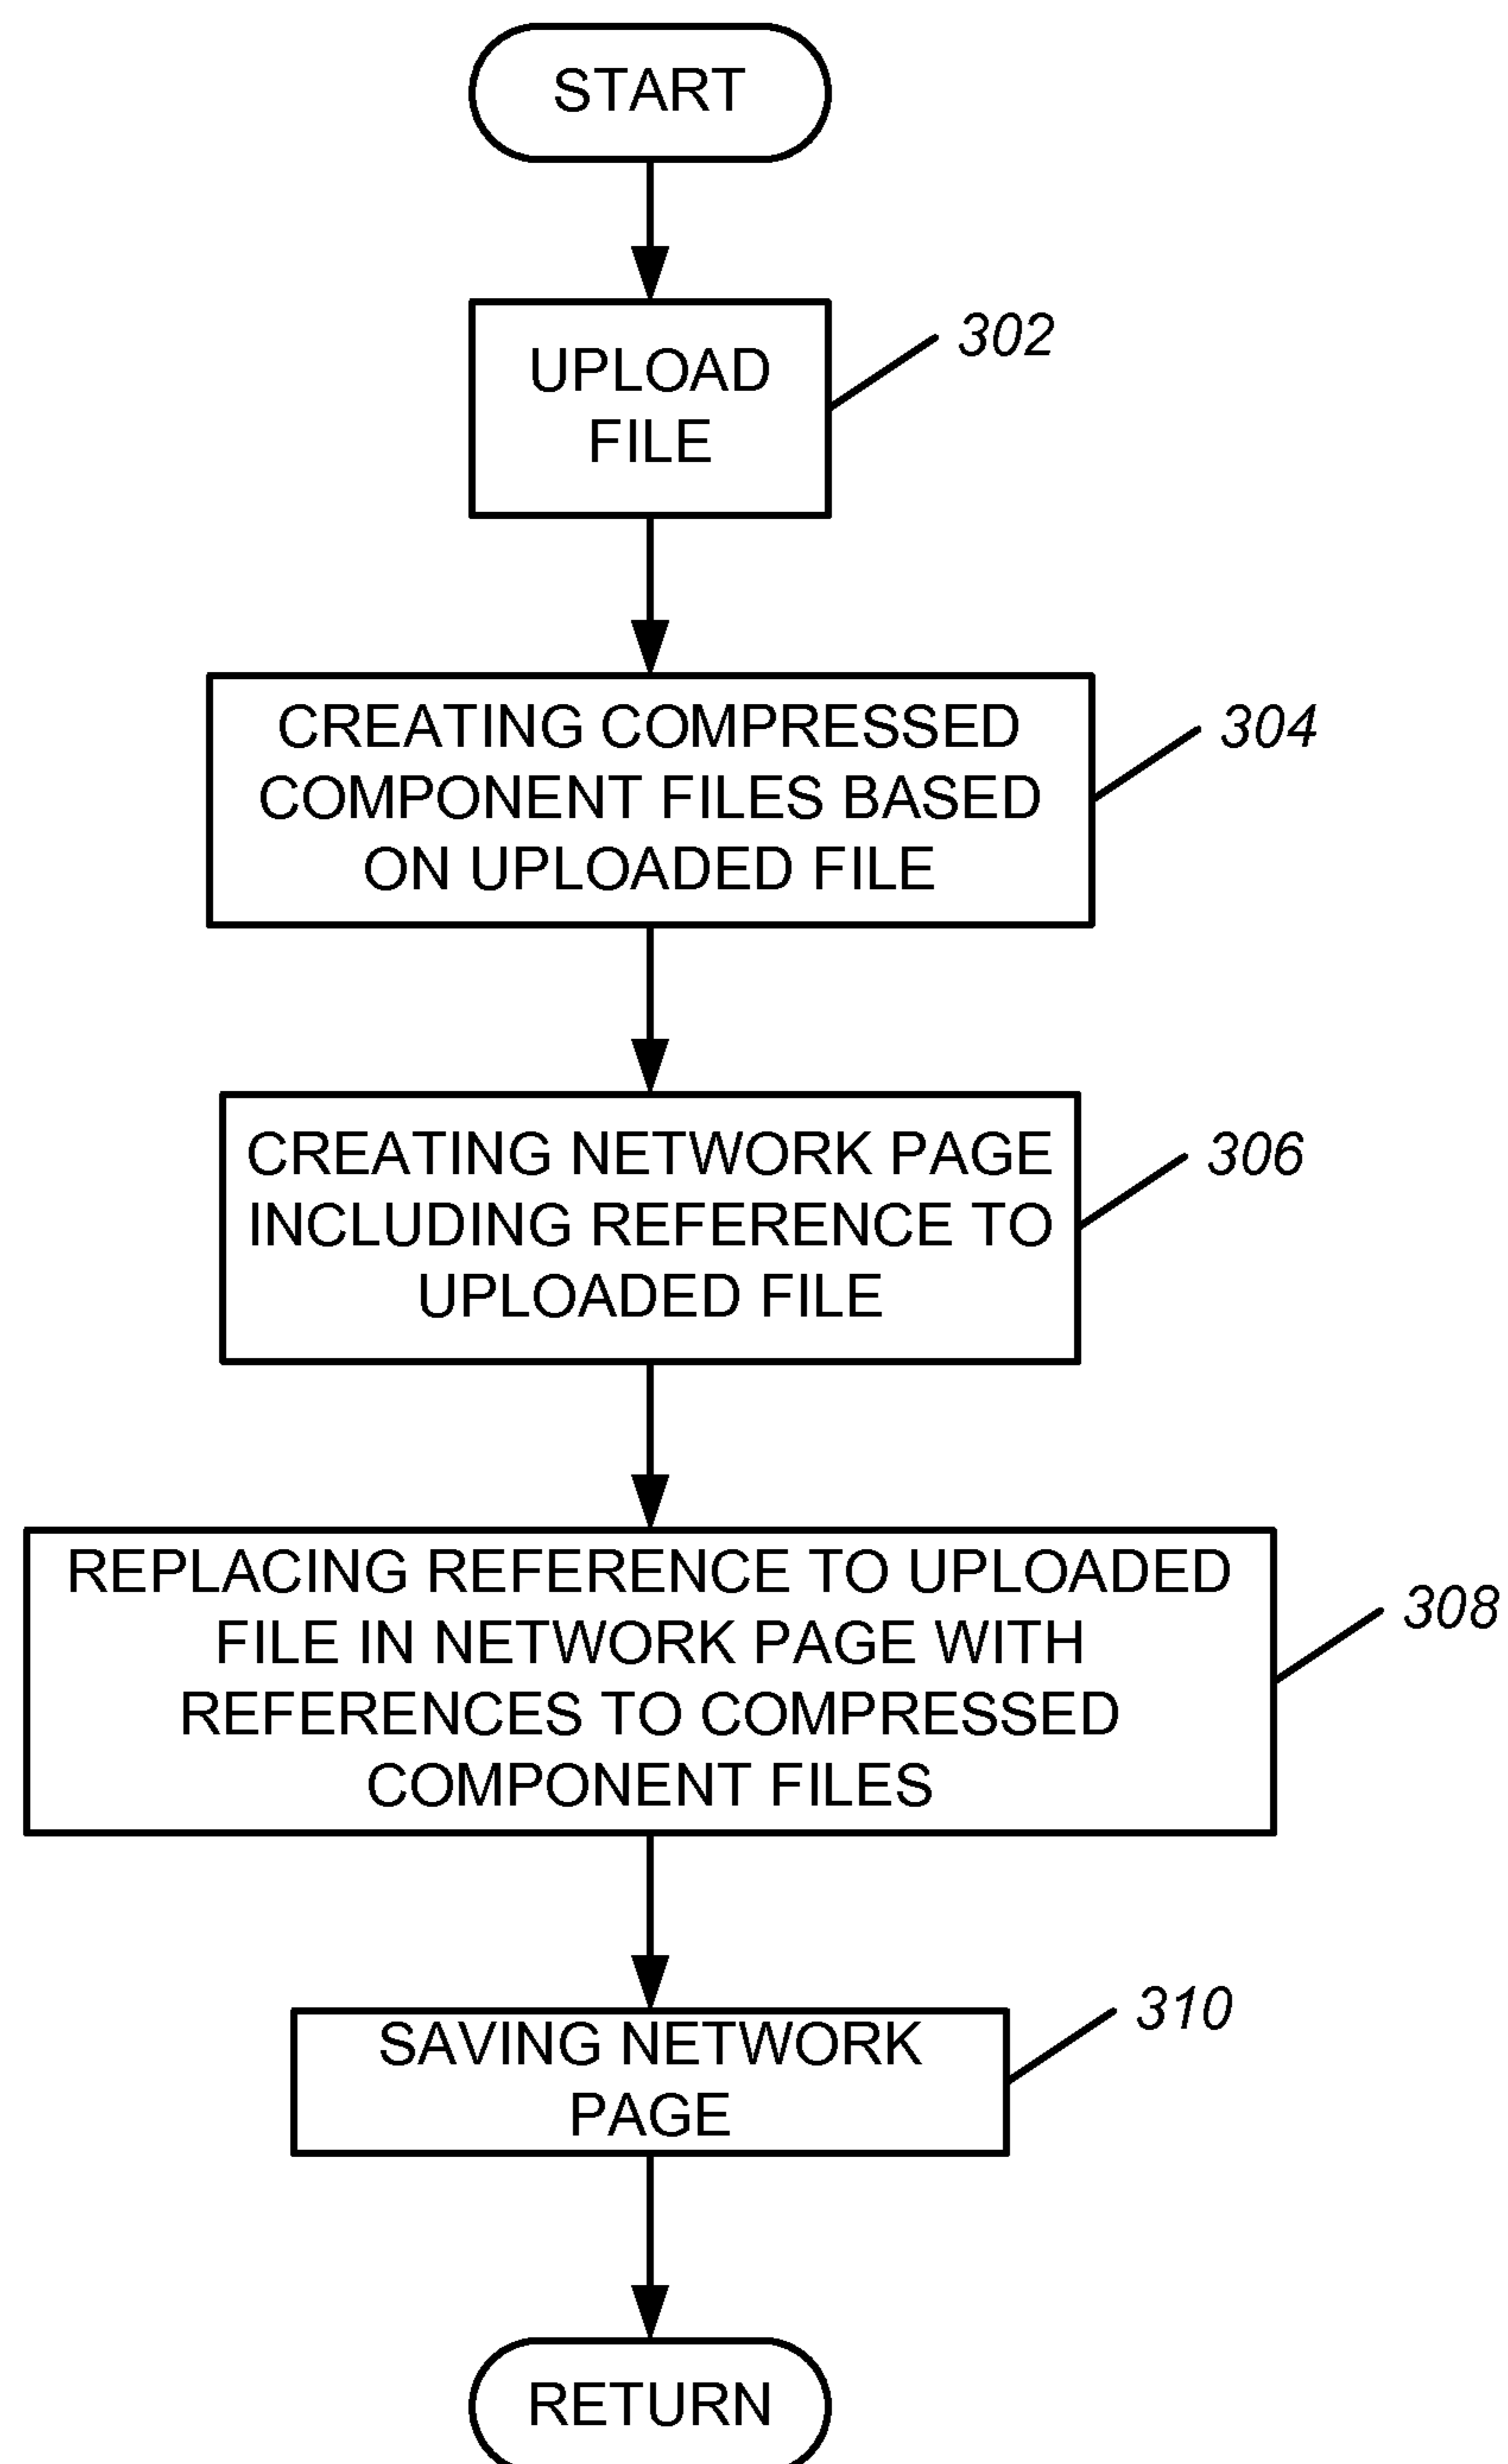 START
UPLOAD
FILE
302
CREATING COMPRESSED
COMPONENT FILES BASED
ON UPLOADED FILE
304
CREATING NETWORK PAGE
INCLUDING REFERENCE TO
UPLOADED FILE
306
REPLACING REFERENCE TO UPLOADED
FILE IN NETWORK PAGE WITH
REFERENCES TO COMPRESSED
COMPONENT FILES
308
SAVING NETWORK
PAGE
310
RETURN